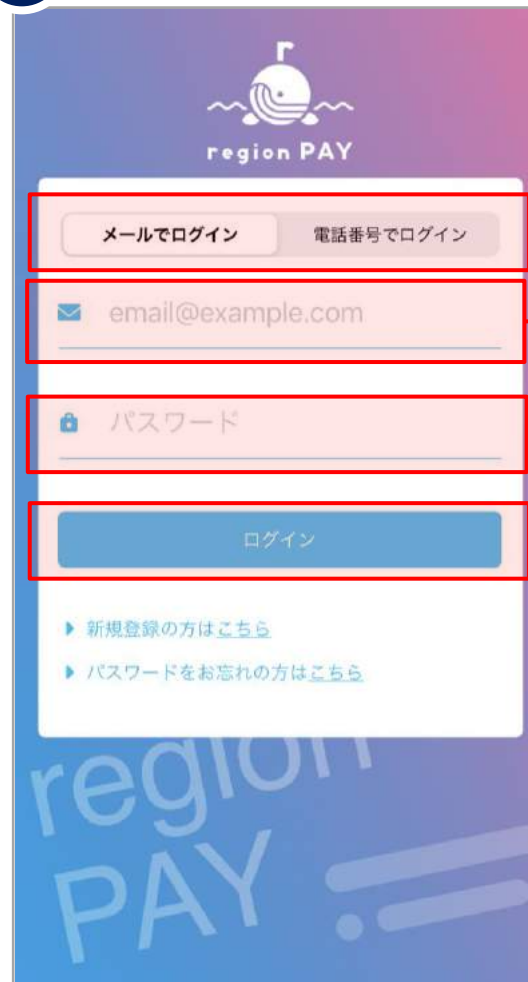 r
region PAY
メールでログイン 電話番号でログイン
email@example.com
パスワード
ログイン
新規登録の方はこちら
パスワードをお忘れの方はこちら
region
PAY